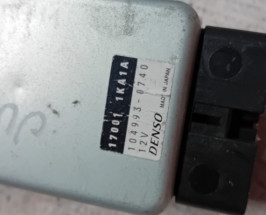 17001 1KA1A
104993-0740
12V
DENSO MADE IN JAPAN